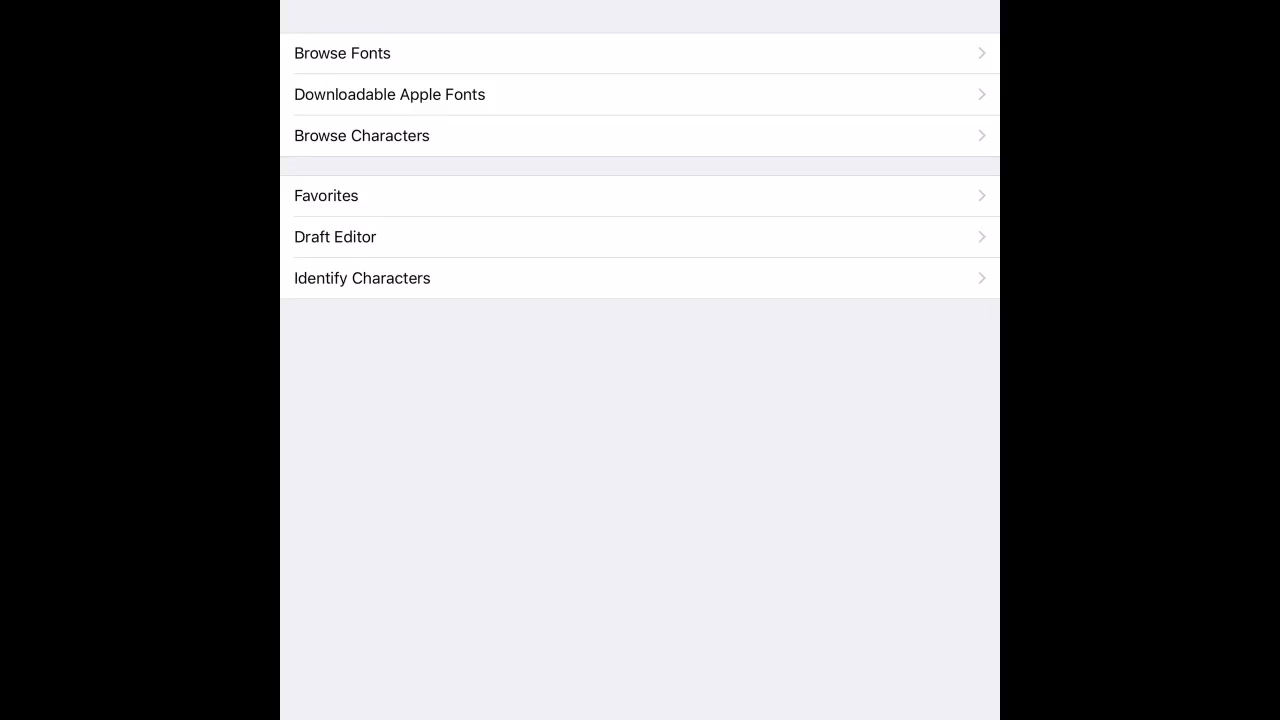 Browse Fonts
Downloadable Apple Fonts
Browse Characters
Favorites
Draft Editor
Identify Characters